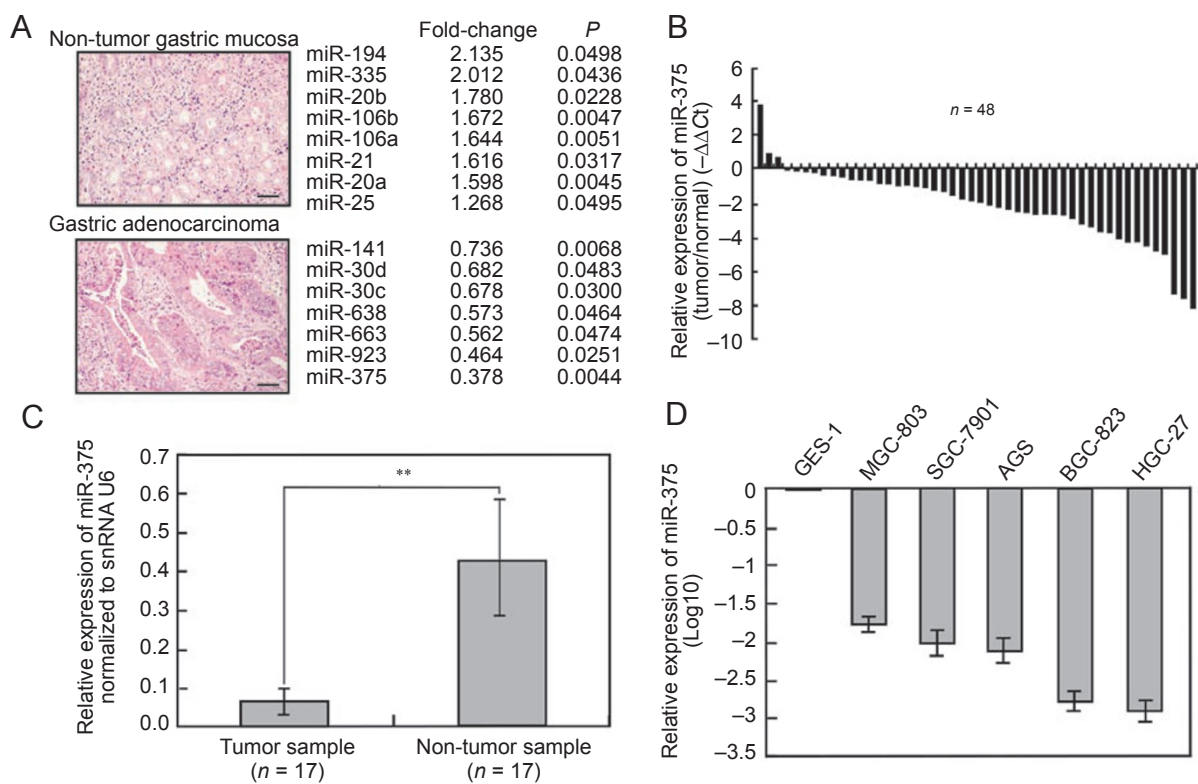 A
Non-tumor gastric mucosa
Fold-change P
miR-194 2.135 0.0498
miR-335 2.012 0.0436
miR-20b 1.780 0.0228
miR-106b 1.672 0.0047
miR-106a 1.644 0.0051
miR-21 1.616 0.0317
miR-20a 1.598 0.0045
miR-25 1.268 0.0495
Gastric adenocarcinoma
miR-141 0.736 0.0068
miR-30d 0.682 0.0483
miR-30c 0.678 0.0300
miR-638 0.573 0.0464
miR-663 0.562 0.0474
miR-923 0.464 0.0251
miR-375 0.378 0.0044
B
Relative expression of miR-375
(tumor/normal) (–ΔΔCt)
6
4
2
0
–2
–4
–6
–8
–10
n = 48
C
Relative expression of miR-375
normalized to snRNA U6
0.7
0.6
0.5
0.4
0.3
0.2
0.1
0.0
**
Tumor sample
(n = 17)
Non-tumor sample
(n = 17)
D
Relative expression of miR-375
(Log10)
GES-1
MGC-803
SGC-7901
AGS
BGC-823
HGC-27
0
–0.5
–1
–1.5
–2
–2.5
–3
–3.5